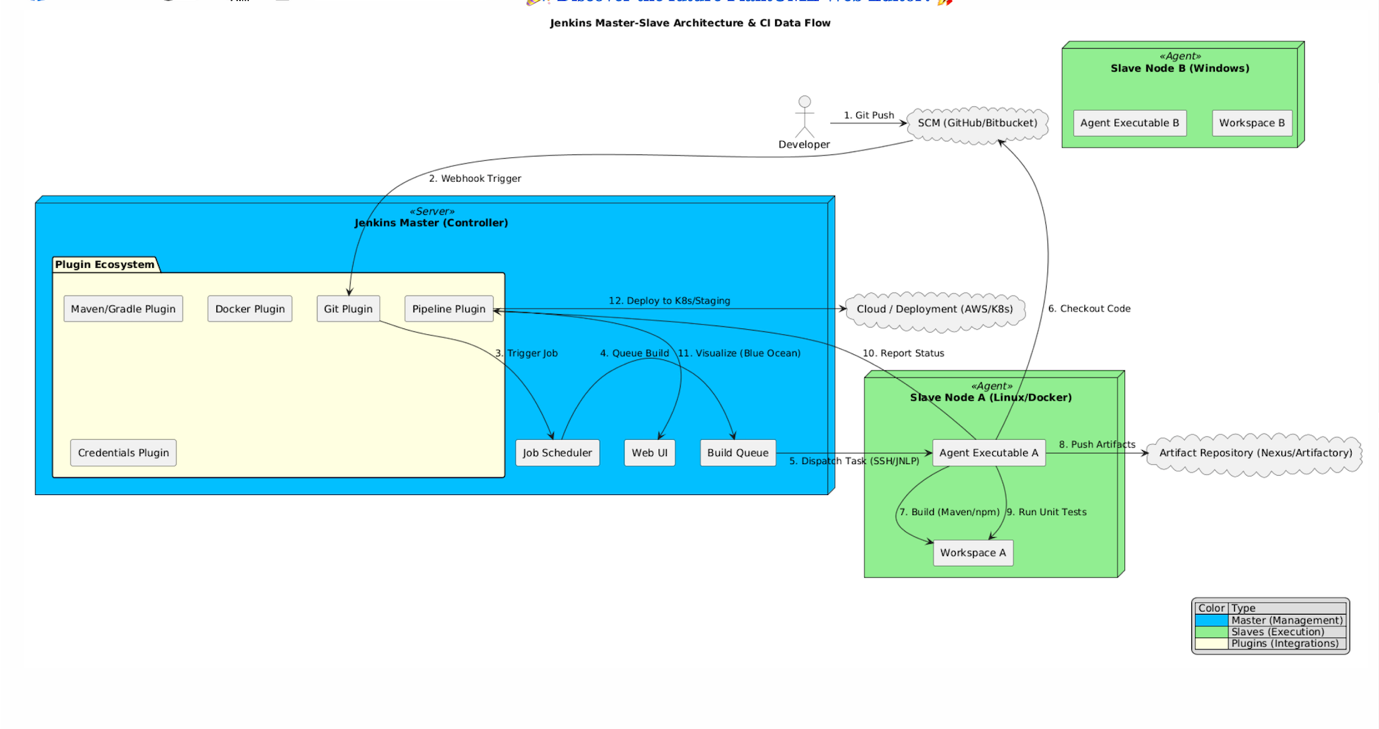 Jenkins Master-Slave Architecture & CI Data Flow
«Agent»
Slave Node B (Windows)
Agent Executable B
Workspace B
Developer
1. Git Push
SCM (GitHub/Bitbucket)
2. Webhook Trigger
«Server»
Jenkins Master (Controller)
Plugin Ecosystem
Maven/Gradle Plugin
Docker Plugin
Git Plugin
Pipeline Plugin
12. Deploy to K8s/Staging
Cloud / Deployment (AWS/K8s)
6. Checkout Code
3. Trigger Job
4. Queue Build
11. Visualize (Blue Ocean)
10. Report Status
«Agent»
Slave Node A (Linux/Docker)
Credentials Plugin
Job Scheduler
Web UI
Build Queue
5. Dispatch Task (SSH/JNLP)
Agent Executable A
8. Push Artifacts
Artifact Repository (Nexus/Artifactory)
7. Build (Maven/npm)
9. Run Unit Tests
Workspace A
Color Type
Master (Management)
Slaves (Execution)
Plugins (Integrations)